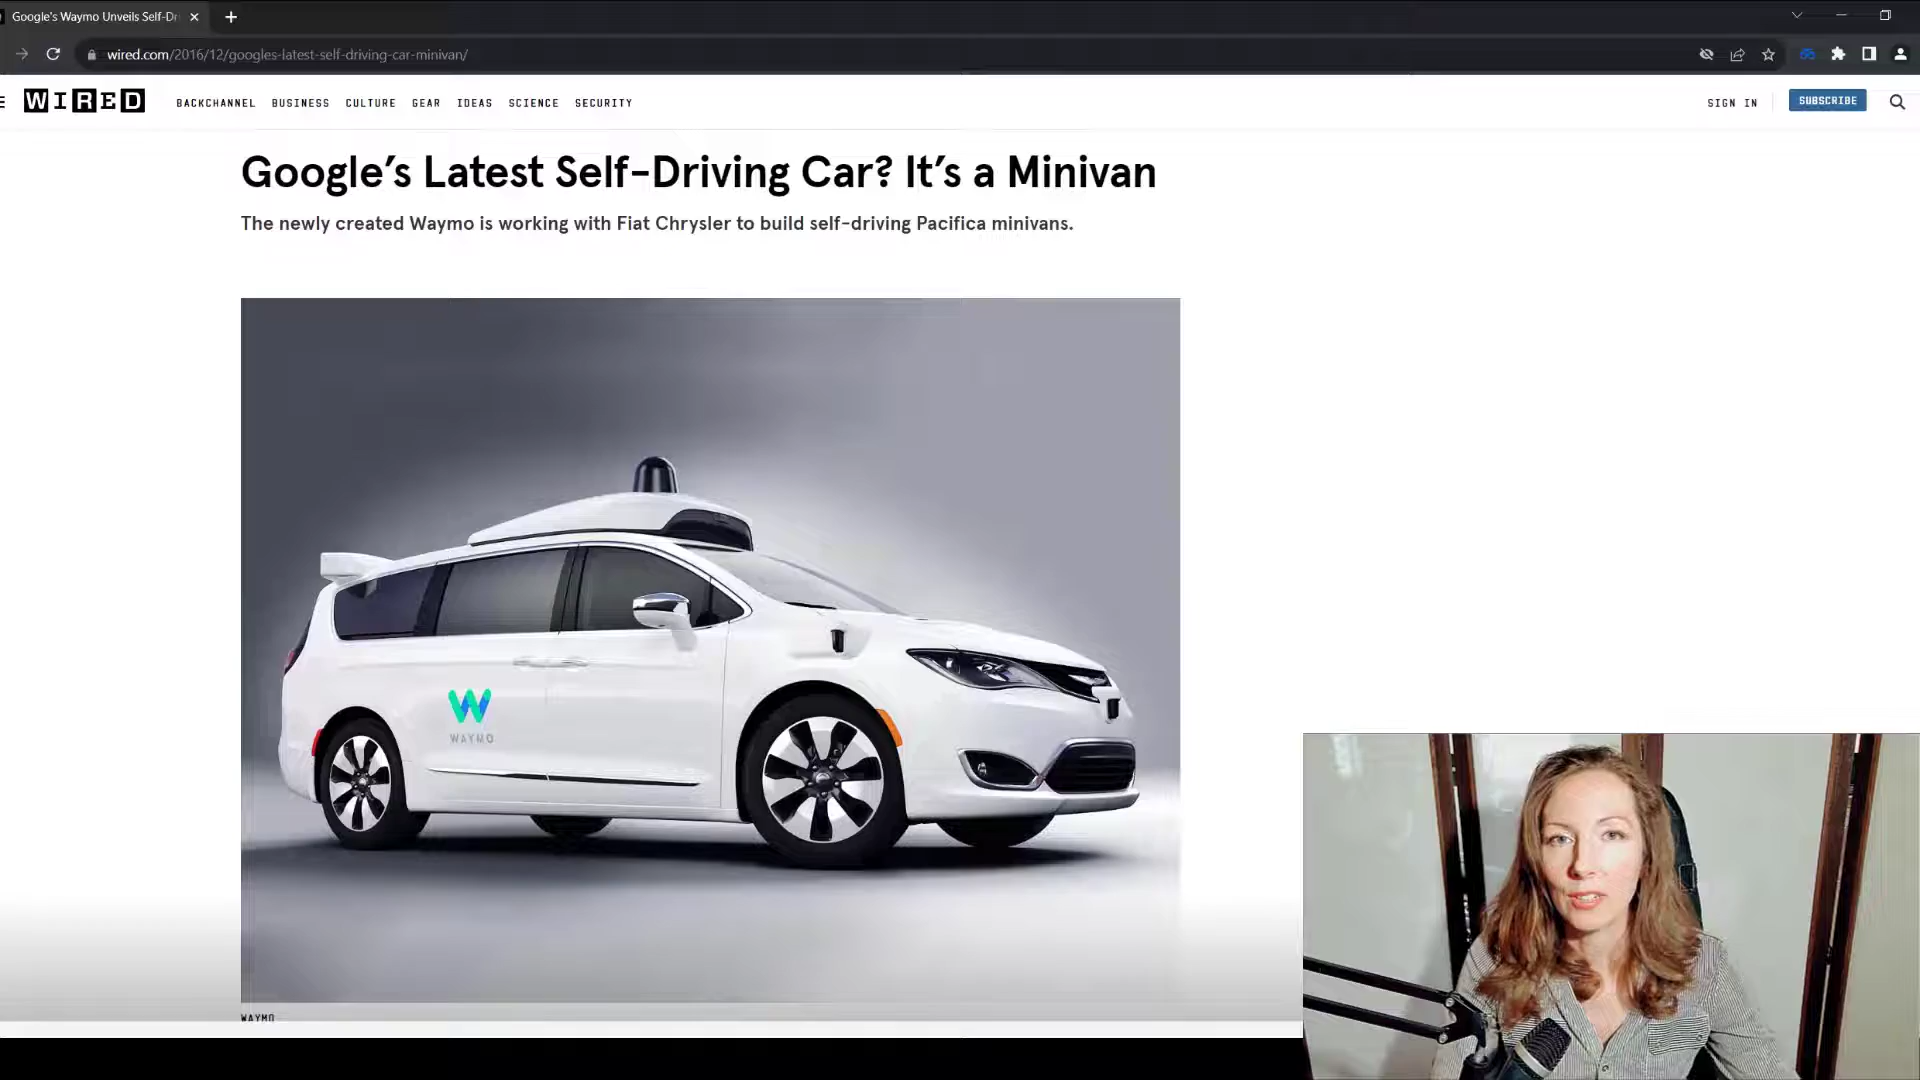 Google's Waymo Unveils Self-Dr
wired.com/2016/12/googles-latest-self-driving-car-minivan/
WIRED
BACKCHANNEL BUSINESS CULTURE GEAR IDEAS SCIENCE SECURITY
SIGN IN
SUBSCRIBE
Google’s Latest Self-Driving Car? It’s a Minivan
The newly created Waymo is working with Fiat Chrysler to build self-driving Pacifica minivans.
WAYMO
WAYMO